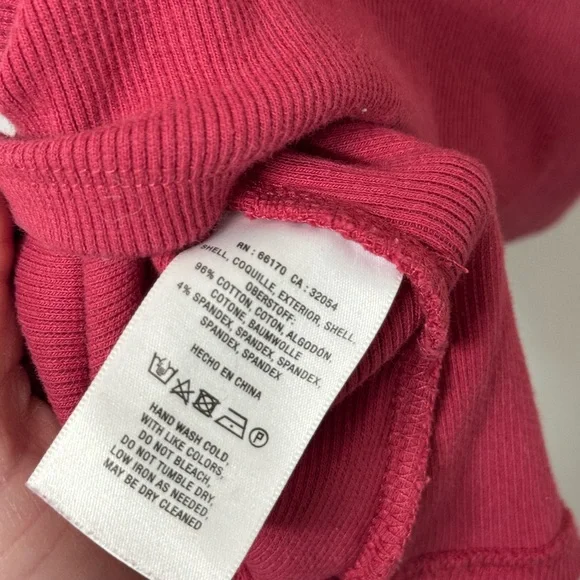 RN : 66170 CA : 32054
SHELL, COQUILLE, EXTERIOR, SHELL,
OBERSTOFF:
96% COTTON, COTON, ALGODÓN,
COTONE, BAUMWOLLE
4% SPANDEX, SPANDEX, SPANDEX,
SPANDEX, SPANDEX
HECHO EN CHINA
P
HAND WASH COLD,
WITH LIKE COLORS,
DO NOT BLEACH,
DO NOT TUMBLE DRY,
LOW IRON AS NEEDED,
MAY BE DRY CLEANED